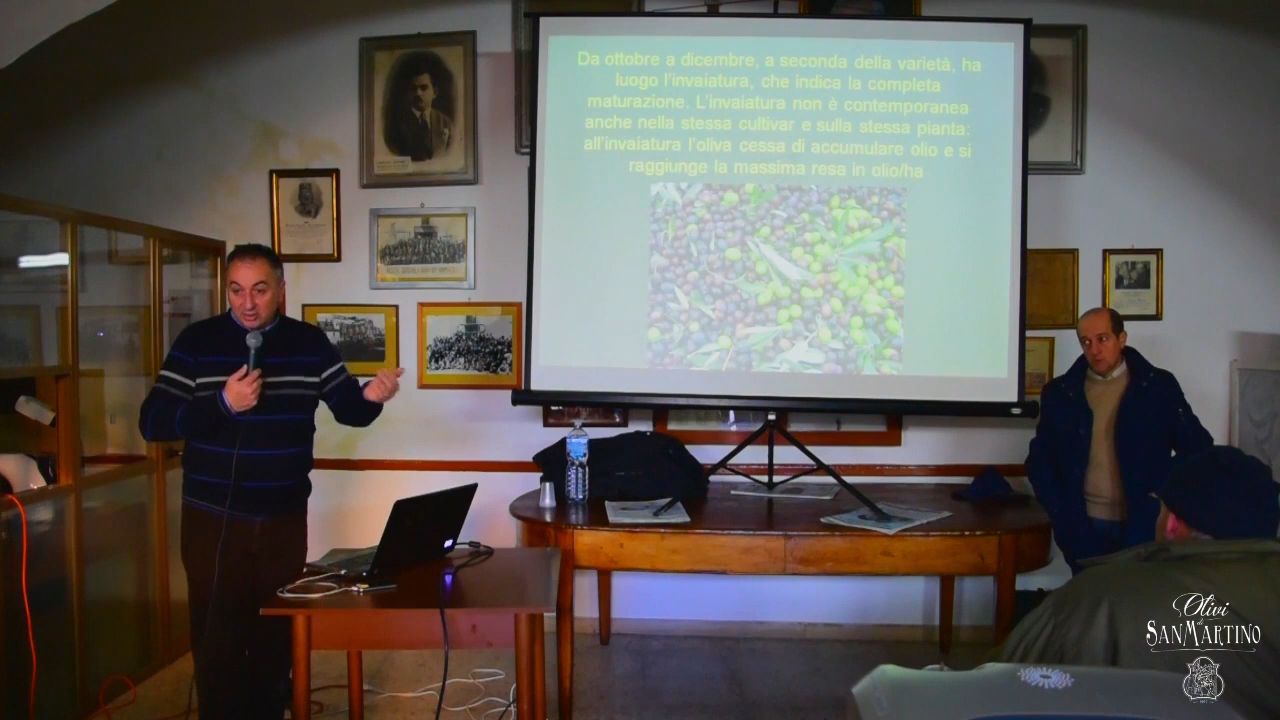 Da ottobre a dicembre, a seconda della varietà, ha
luogo l'invaiatura, che indica la completa
maturazione. L'invaiatura non è contemporanea
anche nella stessa cultivar e sulla stessa pianta;
all'invaiatura l'oliva cessa di accumulare olio e si
raggiunge la massima resa in olio/ha
Olivi
di
SANMARTINO